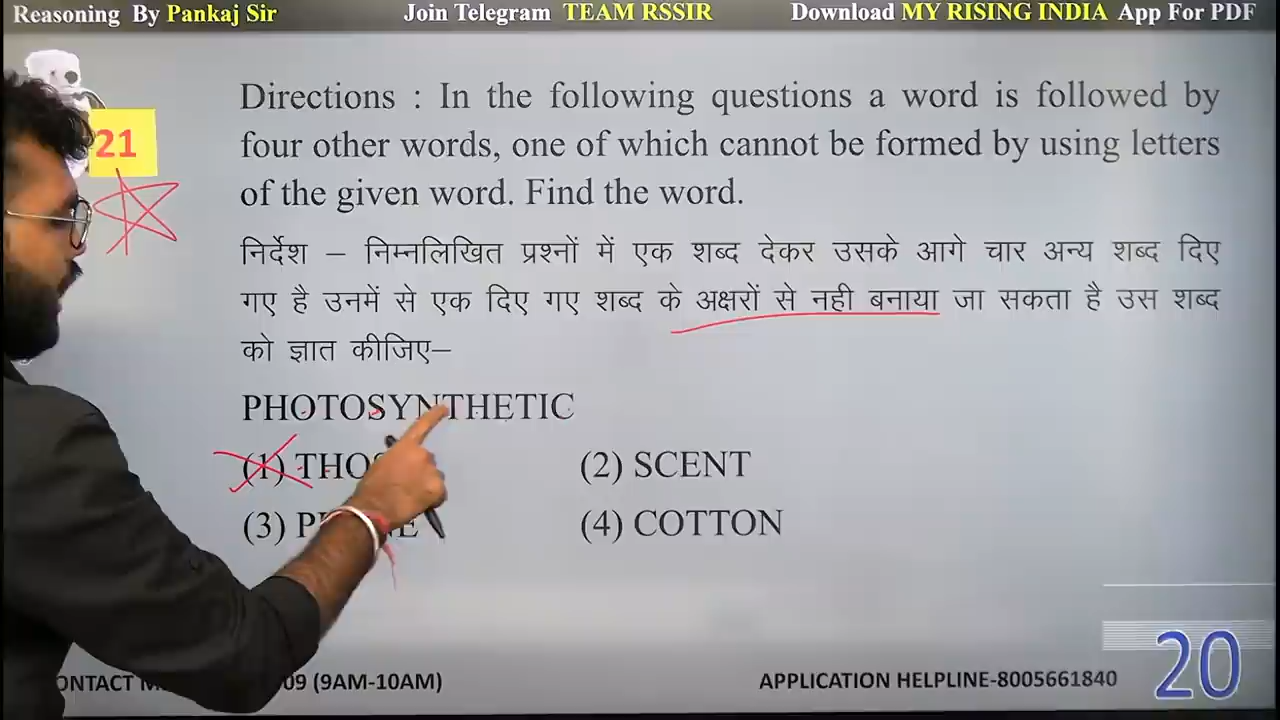 Reasoning By Pankaj Sir
Join Telegram TEAM RSSIR
Download MY RISING INDIA App For PDF
21
Directions : In the following questions a word is followed by
four other words, one of which cannot be formed by using letters
of the given word. Find the word.
निर्देश – निम्नलिखित प्रश्नों में एक शब्द देकर उसके आगे चार अन्य शब्द दिए
गए है उनमें से एक दिए गए शब्द के अक्षरों से नही बनाया जा सकता है उस शब्द
को ज्ञात कीजिए–
PHOTOSYNTHETIC
(1) (2) SCENT
(3) (4) COTTON
09 (9AM-10AM)
APPLICATION HELPLINE-8005661840
20